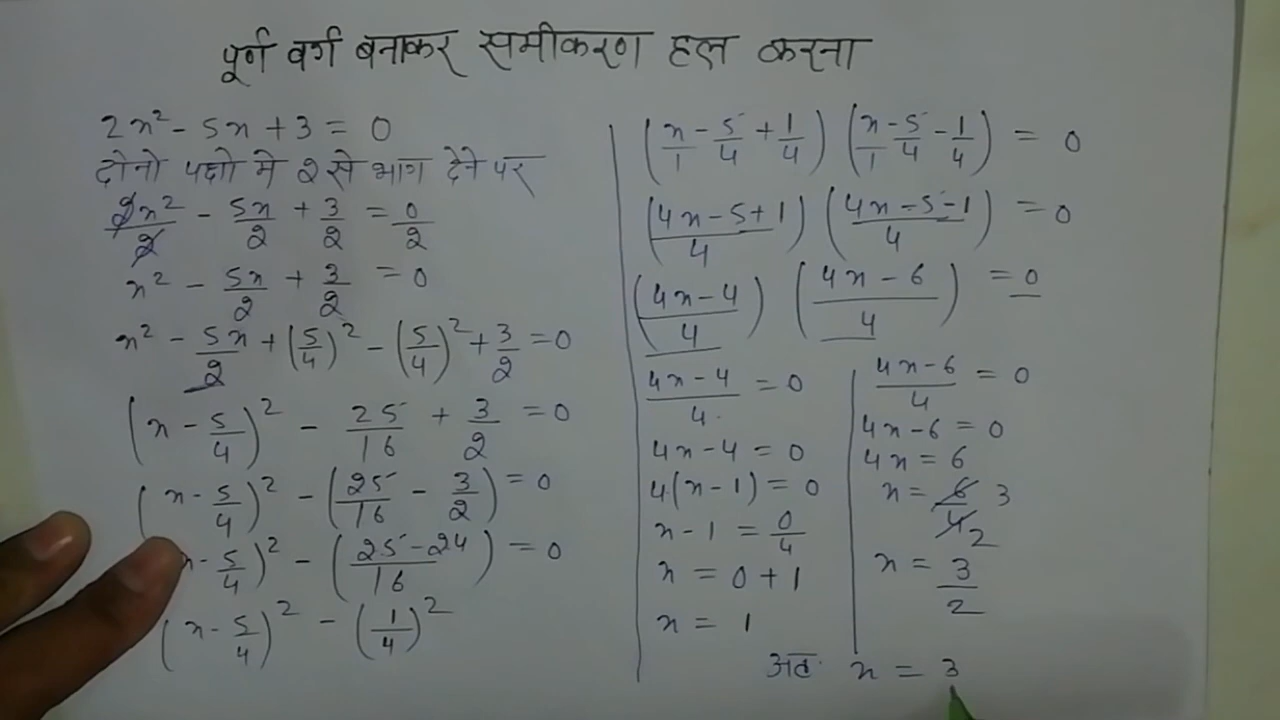 पूर्ण वर्ग बनाकर समीकरण हल करना
2x² - 5x + 3 = 0
दोनो पक्षो मे 2 से भाग देने पर
2x²/2 - 5x/2 + 3/2 = 0/2
x² - 5x/2 + 3/2 = 0
x² - 5x/2 + (5/4)² - (5/4)² + 3/2 = 0
(x - 5/4)² - 25/16 + 3/2 = 0
(x - 5/4)² - (25/16 - 3/2) = 0
x - 5/4)² - (25-24/16) = 0
(x - 5/4)² - (1/4)²
(x/1 - 5/4 + 1/4) (x/1 - 5/4 - 1/4) = 0
(4x-5+1/4) (4x-5-1/4) = 0
(4x-4/4) (4x-6/4) = 0
4x-4/4 = 0
4x-4 = 0
4(x-1) = 0
x-1 = 0/4
x = 0+1
x = 1
4x-6/4 = 0
4x-6 = 0
4x = 6
x = 6/4 3/2
x = 3/2
अतः x = 3